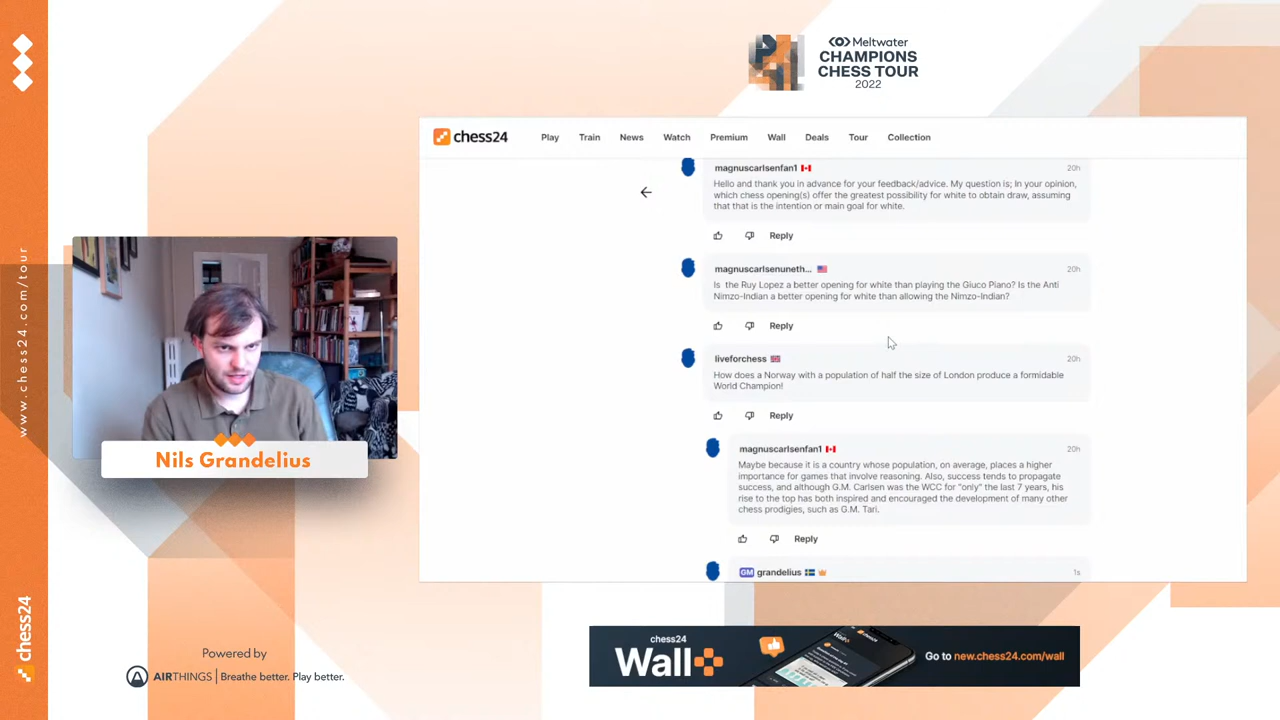 www.chess24.com/tour
chess24
Meltwater
CHAMPIONS
CHESS TOUR
2022
chess24
Play Train News Watch Premium Wall Deals Tour Collection
magnuscarlsenfan1 20h
Hello and thank you in advance for your feedback/advice. My question is; In your opinion,
which chess opening(s) offer the greatest possibility for white to obtain draw, assuming
that that is the intention or main goal for white.
Reply
magnuscarlsenuneth... 20h
Is the Ruy Lopez a better opening for white than playing the Giuco Piano? Is the Anti
Nimzo-Indian a better opening for white than allowing the Nimzo-Indian?
Reply
liveforchess 20h
How does a Norway with a population of half the size of London produce a formidable
World Champion!
Reply
magnuscarlsenfan1 20h
Maybe because it is a country whose population, on average, places a higher
importance for games that involve reasoning. Also, success tends to propagate
success, and although G.M. Carlsen was the WCC for "only" the last 7 years, his
rise to the top has both inspired and encouraged the development of many other
chess prodigies, such as G.M. Tari.
Reply
GM grandelius 1s
Nils Grandelius
Powered by
AIRTHINGS | Breathe better. Play better.
chess24
Wall
Go to new.chess24.com/wall